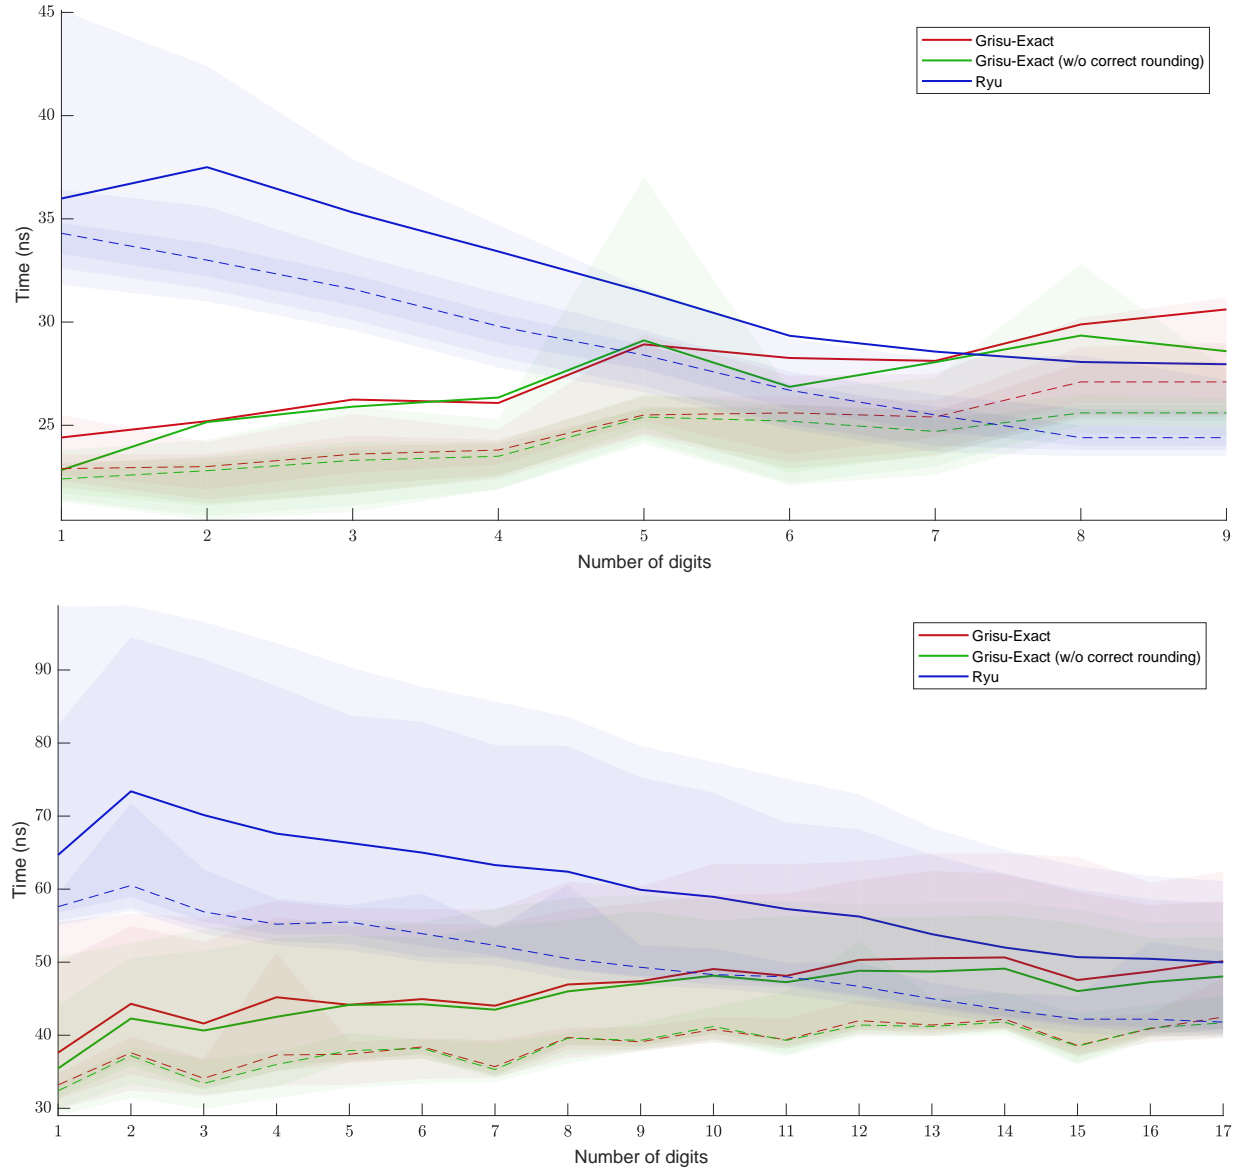 45
40
35
30
25
Time (ns)
Grisu-Exact
Grisu-Exact (w/o correct rounding)
Ryu
1 2 3 4 5 6 7 8 9
Number of digits
90
80
70
60
50
40
30
Time (ns)
Grisu-Exact
Grisu-Exact (w/o correct rounding)
Ryu
1 2 3 4 5 6 7 8 9 10 11 12 13 14 15 16 17
Number of digits